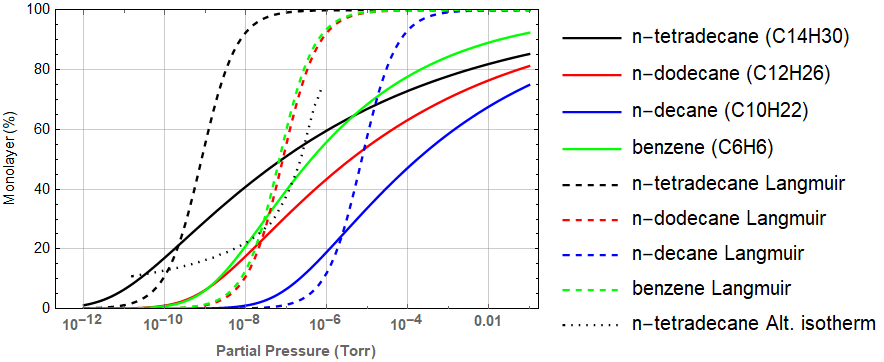 100
80
60
40
20
0
Monolayer (%)
10⁻¹² 10⁻¹⁰ 10⁻⁸ 10⁻⁶ 10⁻⁴ 0.01
Partial Pressure (Torr)
n−tetradecane (C14H30)
n−dodecane (C12H26)
n−decane (C10H22)
benzene (C6H6)
n−tetradecane Langmuir
n−dodecane Langmuir
n−decane Langmuir
benzene Langmuir
n−tetradecane Alt. isotherm